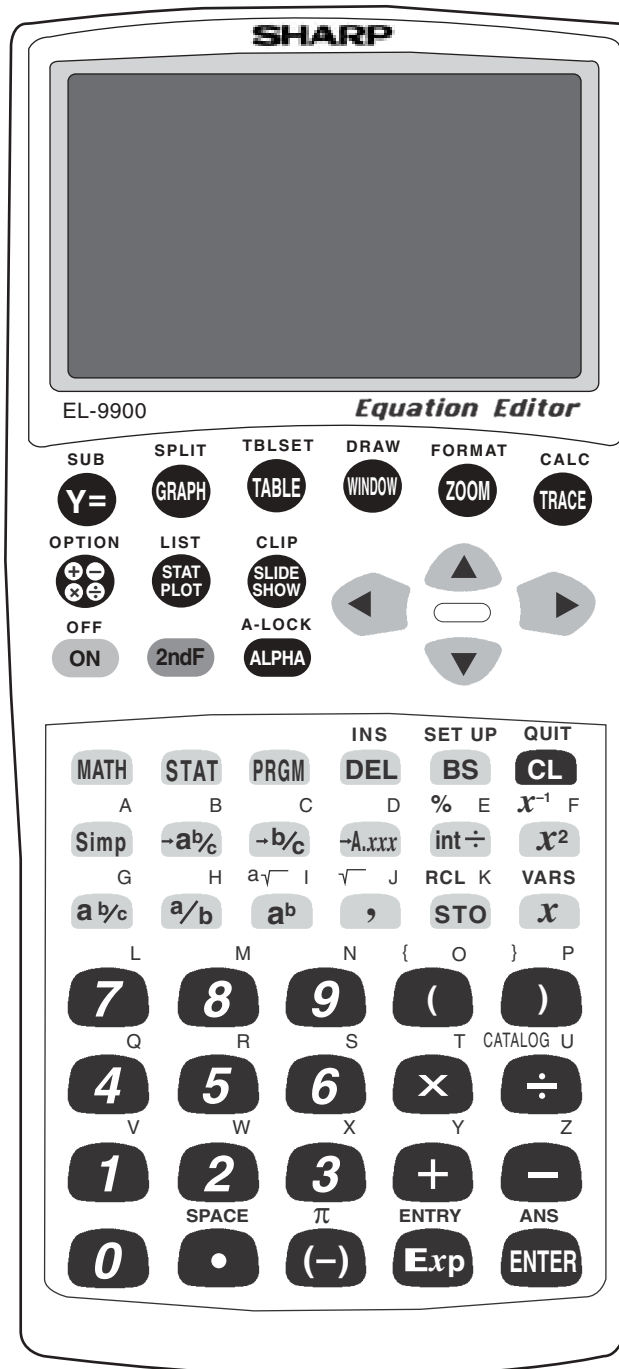 SHARP
EL-9900 Equation Editor
SUB SPLIT TBLSET DRAW FORMAT CALC
Y= GRAPH TABLE WINDOW ZOOM TRACE
OPTION LIST CLIP
+ − × ÷ STAT PLOT SLIDE SHOW ◀ ▲ ▶ ▼
OFF A-LOCK
ON 2ndF ALPHA
INS SET UP QUIT
MATH STAT PRGM DEL BS CL
A B C D % E x⁻¹ F
Simp →ab/c →b/c →A.xxx int÷ x²
G H a√ I √ J RCL K VARS
a b/c a/b aᵇ , STO x
L M N { O } P
7 8 9 ( )
Q R S T CATALOG U
4 5 6 × ÷
V W X Y Z
1 2 3 + −
SPACE π ENTRY ANS
0 • (−) Exp ENTER